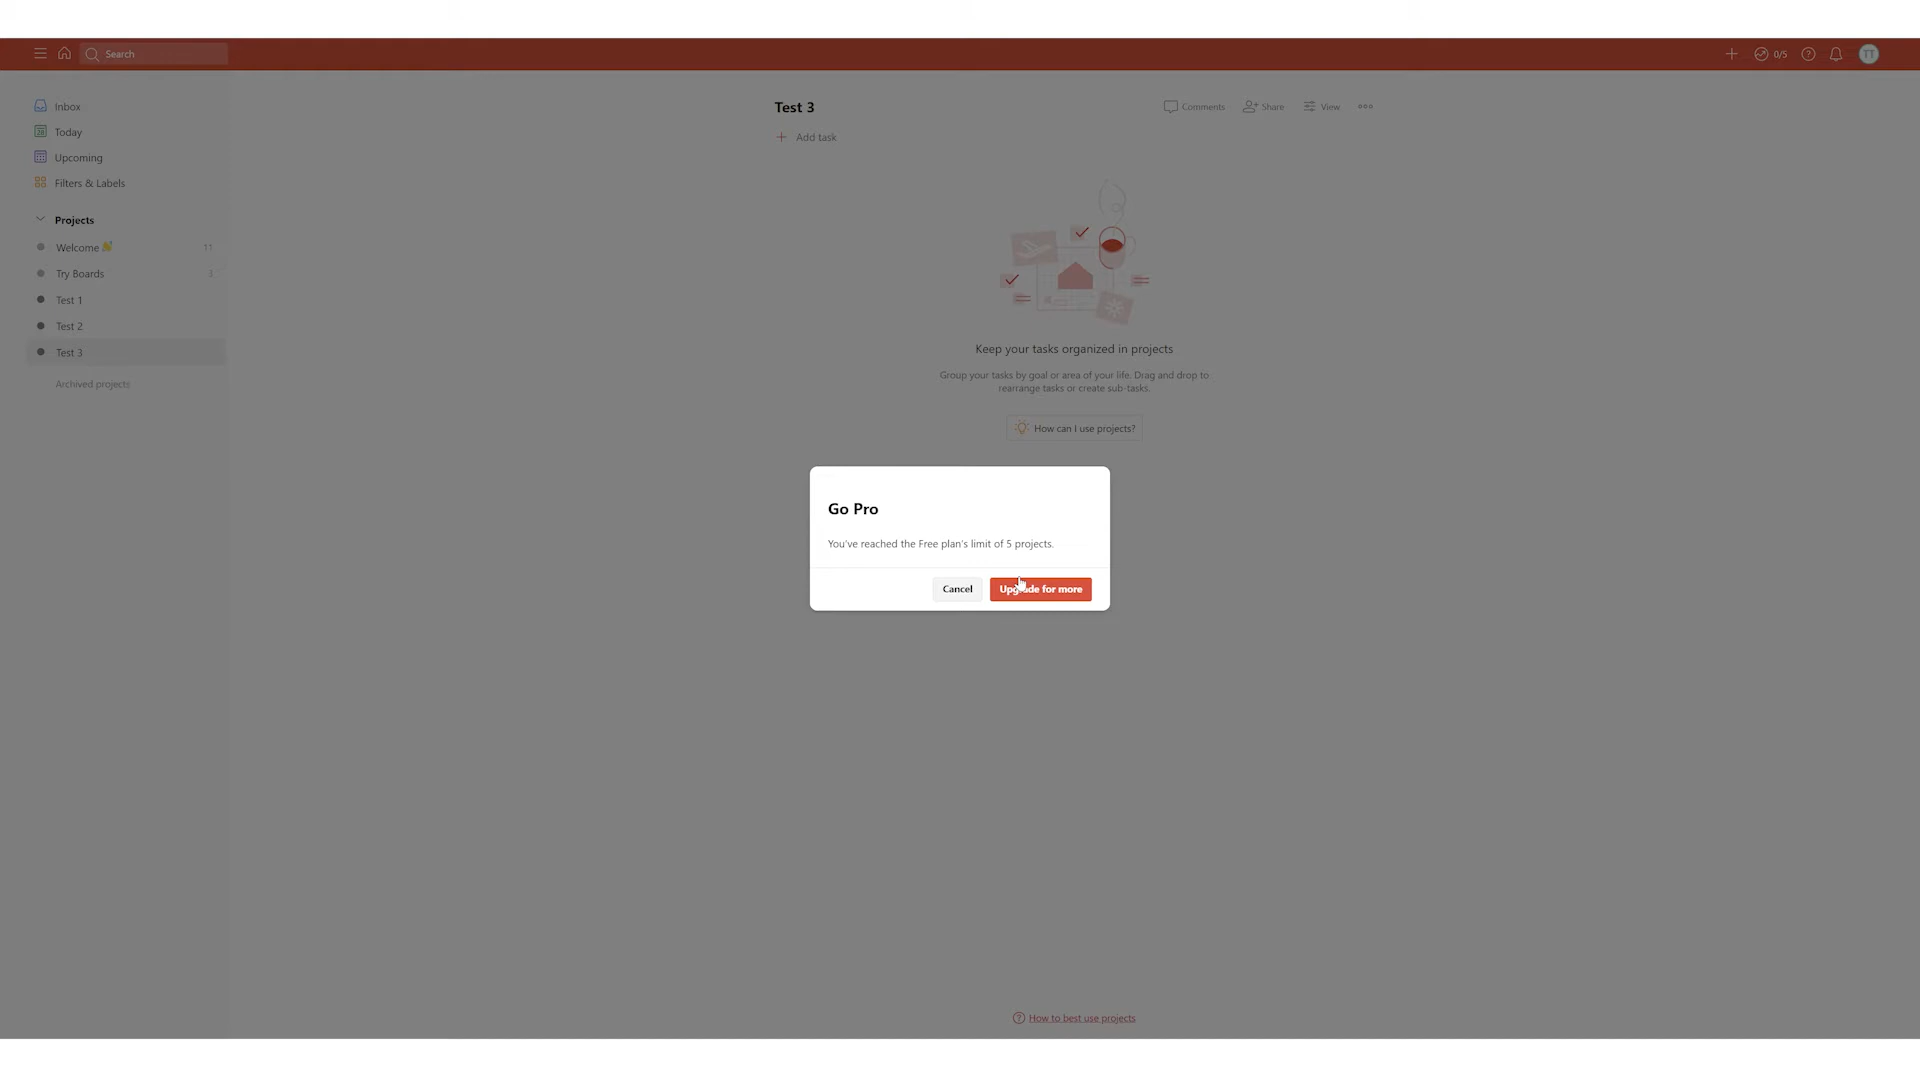 Search
0/5
TT
Inbox
Today
Upcoming
Filters & Labels
Projects
Welcome 👋 11
Try Boards 3
Test 1
Test 2
Test 3
Archived projects
Test 3
Comments Share View
Add task
Keep your tasks organized in projects
Group your tasks by goal or area of your life. Drag and drop to
rearrange tasks or create sub-tasks.
How can I use projects?
Go Pro
You've reached the Free plan's limit of 5 projects.
Cancel Upgrade for more
How to best use projects